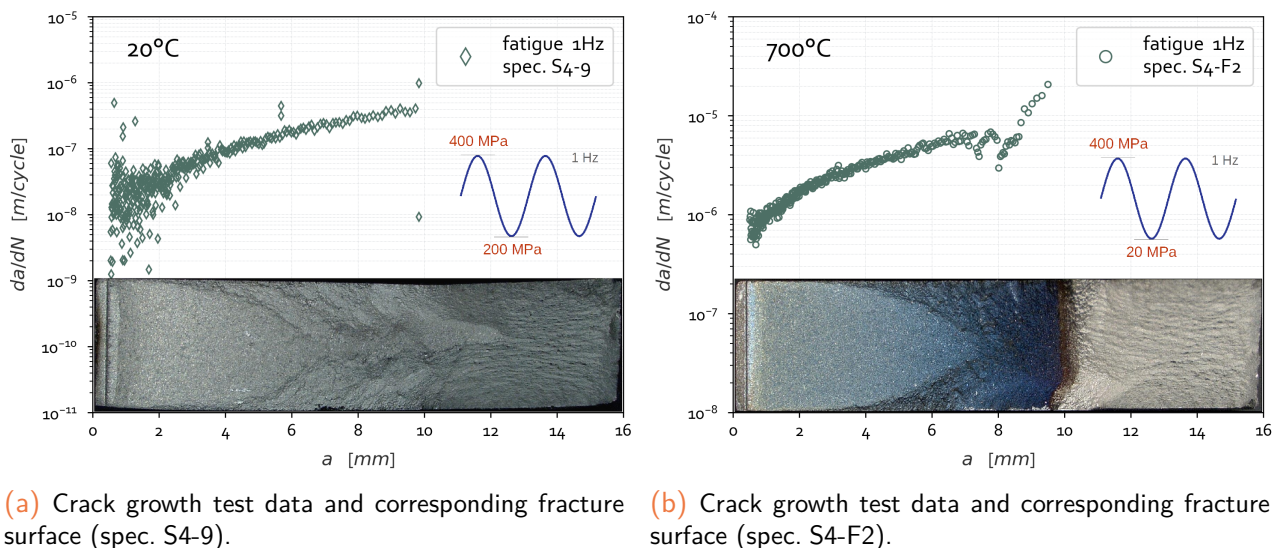 10⁻⁵
10⁻⁶
10⁻⁷
10⁻⁸
10⁻⁹
10⁻¹⁰
10⁻¹¹
da/dN [m/cycle]
20°C
fatigue 1Hz
spec. S4-9
400 MPa
1 Hz
200 MPa
0 2 4 6 8 10 12 14 16
a [mm]
10⁻⁴
10⁻⁵
10⁻⁶
10⁻⁷
10⁻⁸
da/dN [m/cycle]
700°C
fatigue 1Hz
spec. S4-F2
400 MPa
1 Hz
20 MPa
0 2 4 6 8 10 12 14 16
a [mm]
(a) Crack growth test data and corresponding fracture
surface (spec. S4-9).
(b) Crack growth test data and corresponding fracture
surface (spec. S4-F2).